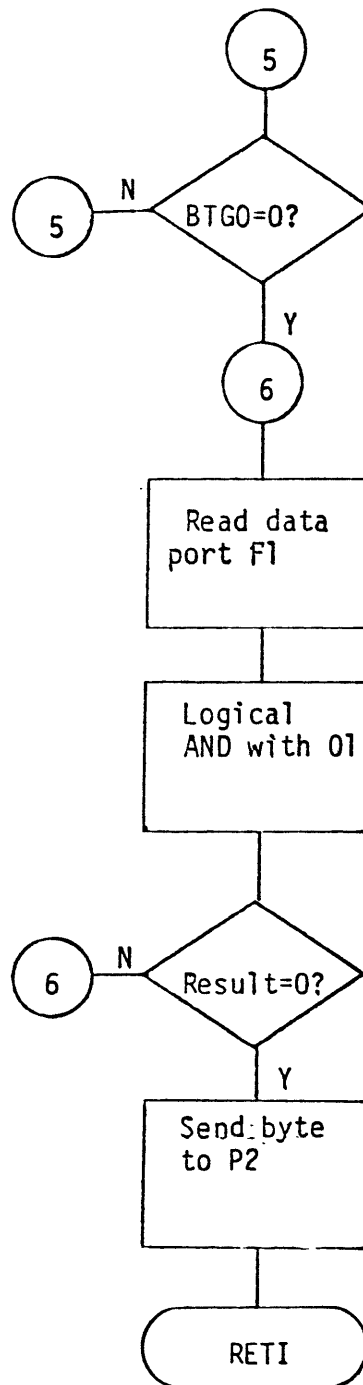 5
N
5
BTGO=0?
Y
6
Read data
port F1
Logical
AND with 01
N
6
Result=0?
Y
Send byte
to P2
RETI